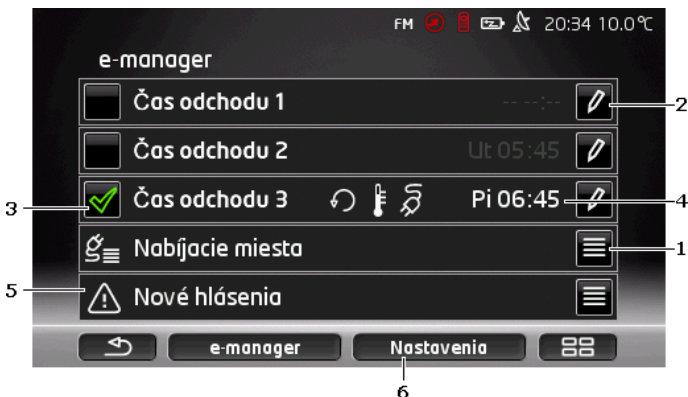 FM 20:34 10.0°C
e-manager
Čas odchodu 1 -- --:--
2
Čas odchodu 2 Ut 05:45
3 Čas odchodu 3 Pi 06:45 4
Nabíjacie miesta 1
5 Nové hlásenia
e-manager Nastavenia
6